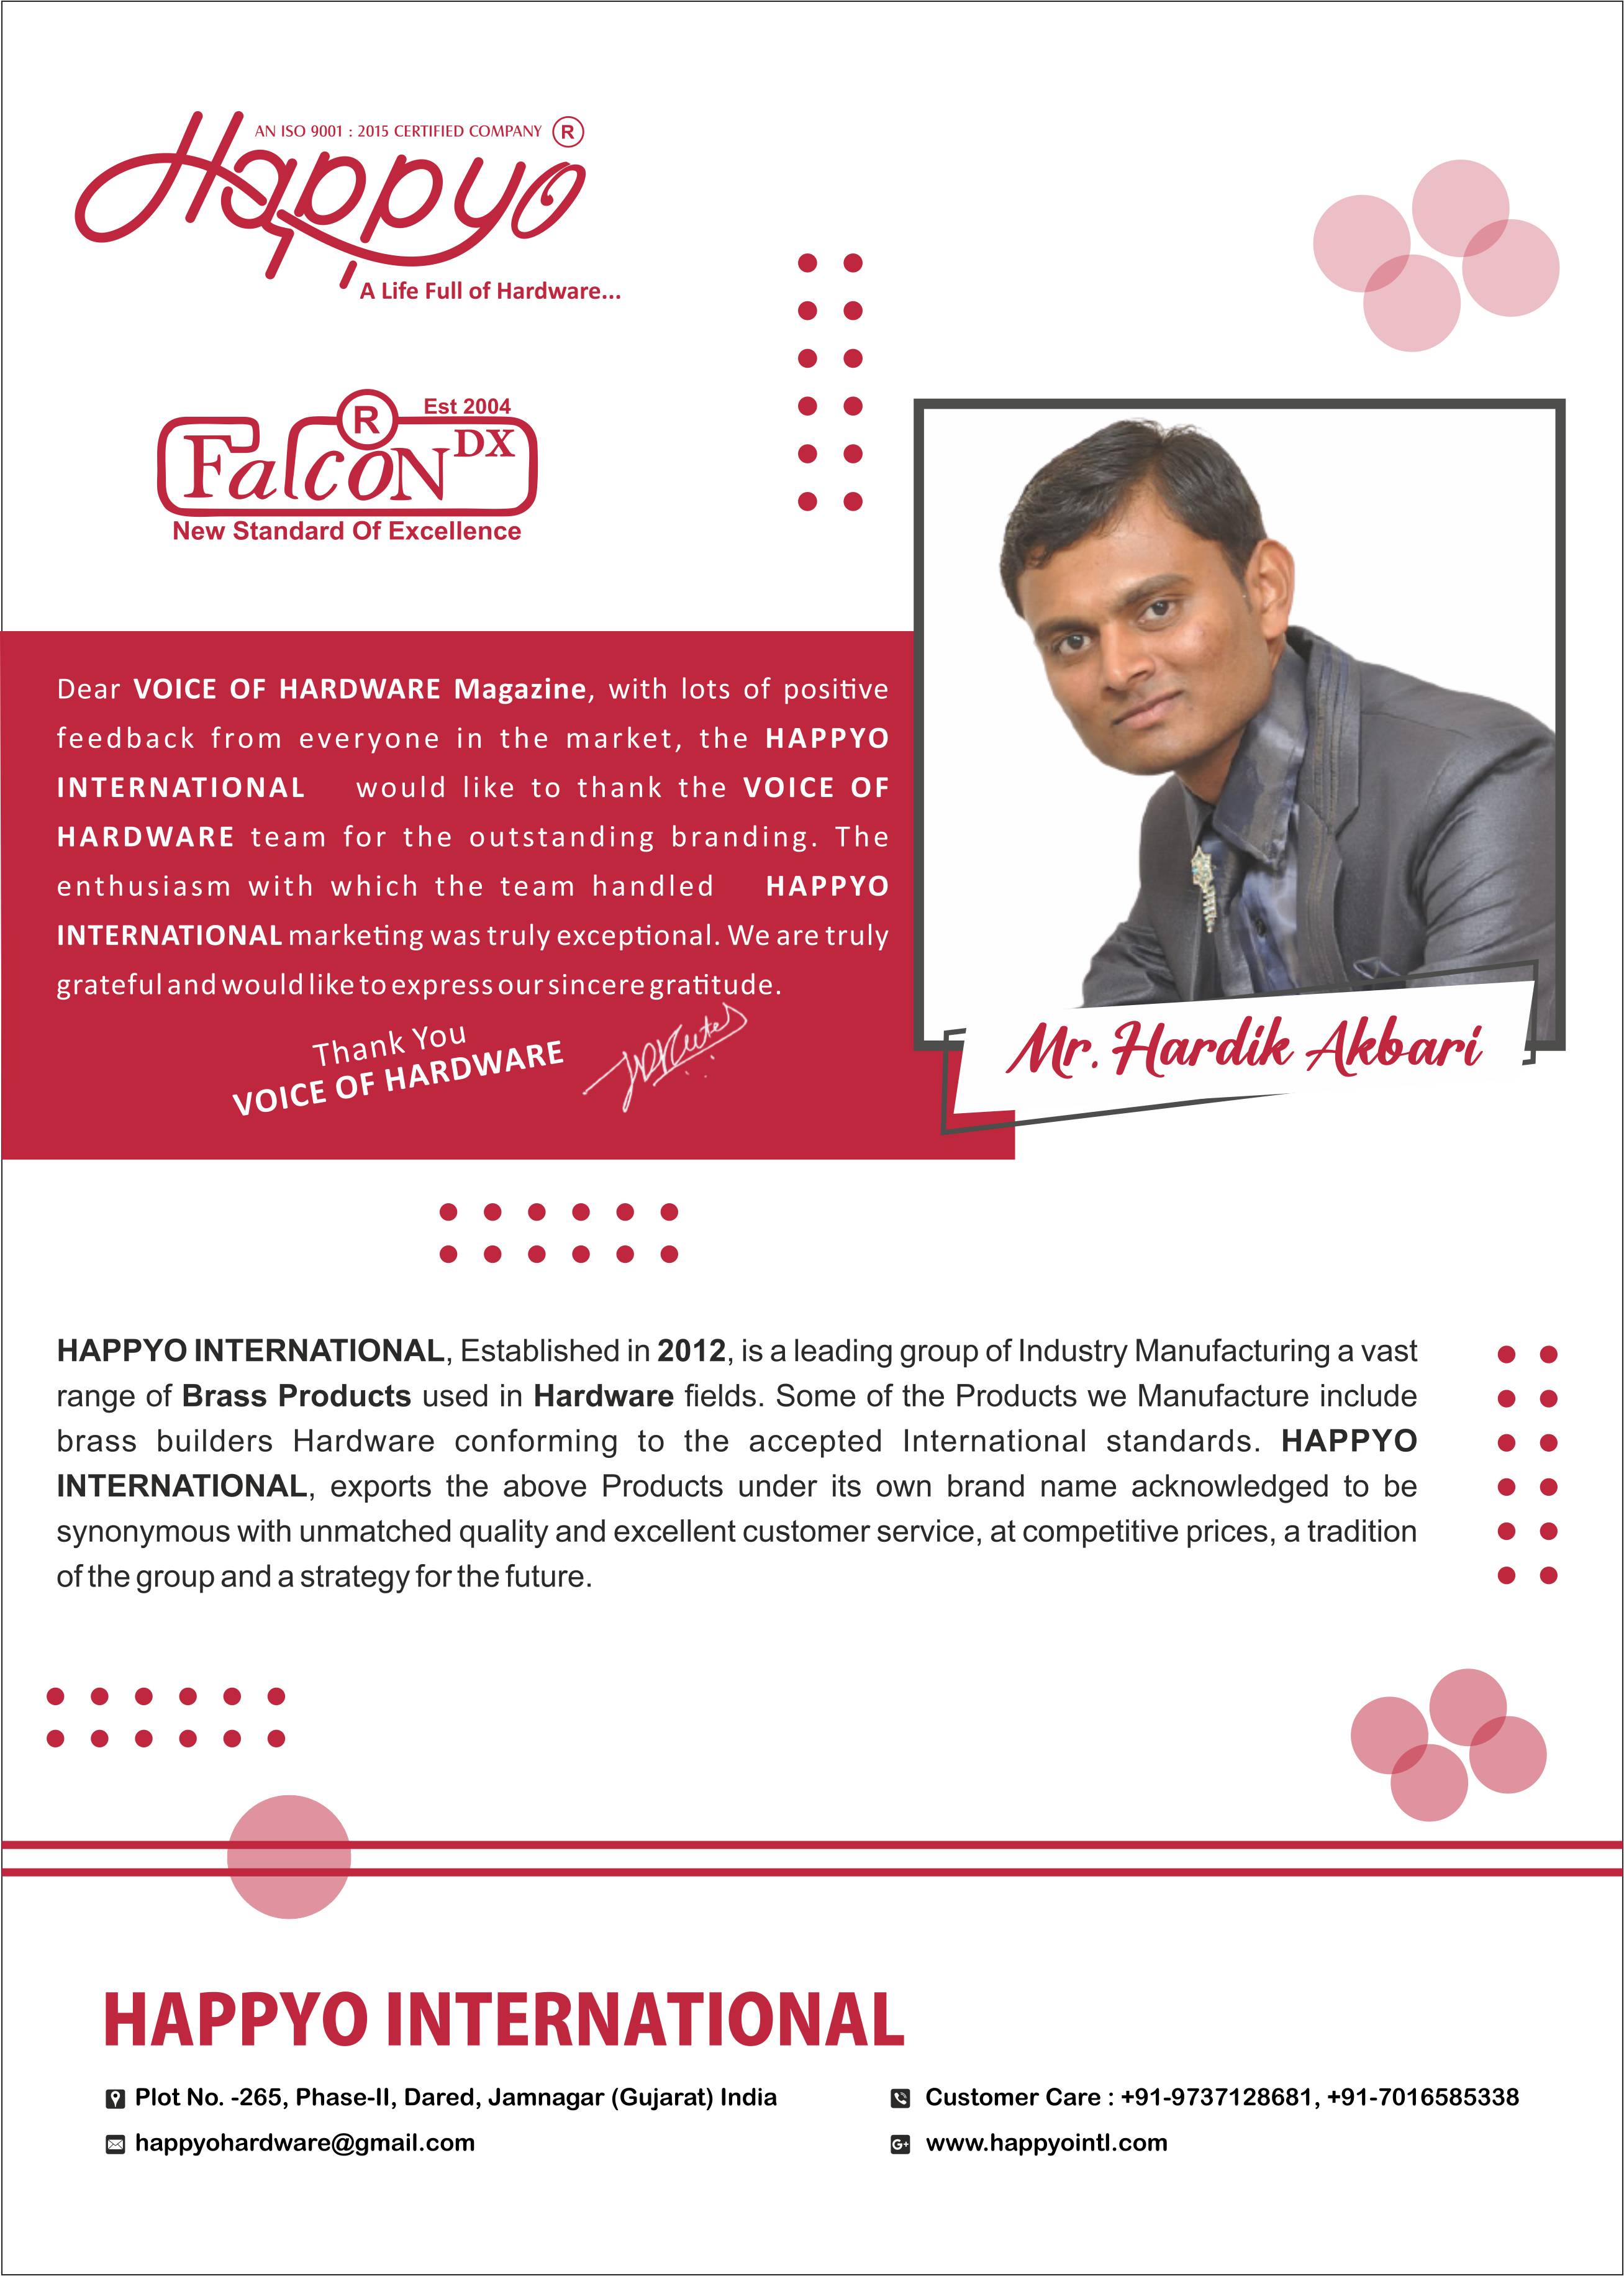 AN ISO 9001 : 2015 CERTIFIED COMPANY ®
Happyo
A Life Full of Hardware...
® Est 2004
FalcoN DX
New Standard Of Excellence
Dear VOICE OF HARDWARE Magazine, with lots of positive
feedback from everyone in the market, the HAPPYO
INTERNATIONAL would like to thank the VOICE OF
HARDWARE team for the outstanding branding. The
enthusiasm with which the team handled HAPPYO
INTERNATIONAL marketing was truly exceptional. We are truly
grateful and would like to express our sincere gratitude.
Thank You
VOICE OF HARDWARE
Mr. Hardik Akbari
HAPPYO INTERNATIONAL, Established in 2012, is a leading group of Industry Manufacturing a vast
range of Brass Products used in Hardware fields. Some of the Products we Manufacture include
brass builders Hardware conforming to the accepted International standards. HAPPYO
INTERNATIONAL, exports the above Products under its own brand name acknowledged to be
synonymous with unmatched quality and excellent customer service, at competitive prices, a tradition
of the group and a strategy for the future.
HAPPYO INTERNATIONAL
Plot No. -265, Phase-II, Dared, Jamnagar (Gujarat) India
Customer Care : +91-9737128681, +91-7016585338
happyohardware@gmail.com
G+ www.happyointl.com